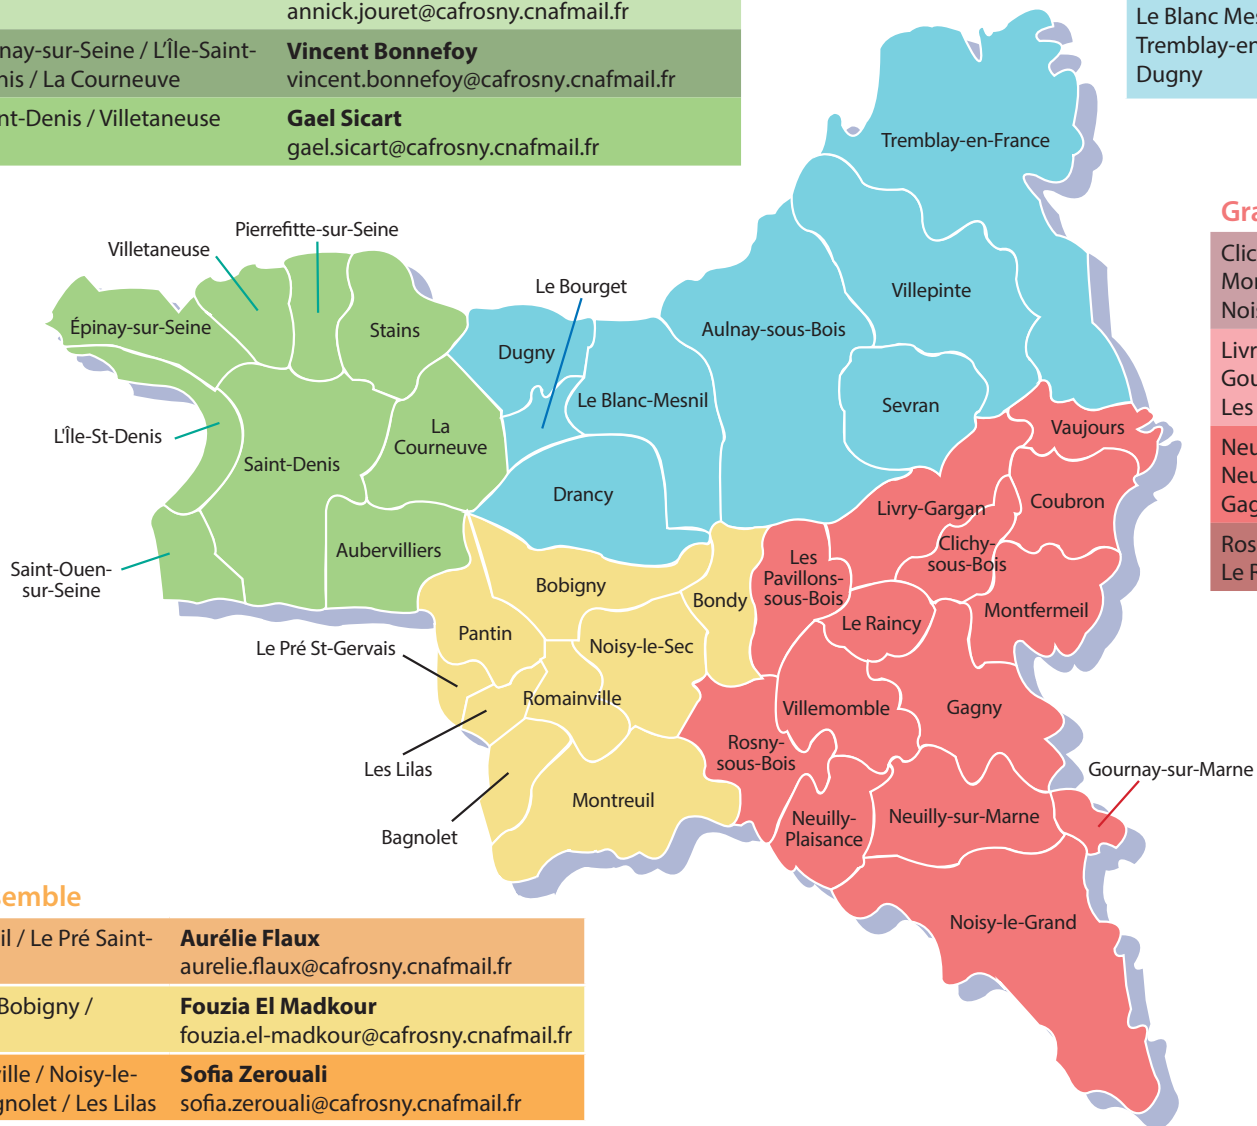 annick.jouret@cafrosny.cnafmail.fr
nay-sur-Seine / L'Île-Saint-
nis / La Courneuve
Vincent Bonnefoy
vincent.bonnefoy@cafrosny.cnafmail.fr
nt-Denis / Villetaneuse
Gael Sicart
gael.sicart@cafrosny.cnafmail.fr
Le Blanc Mes
Tremblay-en
Dugny
Tremblay-en-France
Gra
Clic
Mon
Nois
Livr
Gou
Les
Neu
Neu
Gag
Ros
Le R
Pierrefitte-sur-Seine
Villetaneuse
Le Bourget
Villepinte
Épinay-sur-Seine
Stains
Aulnay-sous-Bois
Dugny
Le Blanc-Mesnil
Sevran
Vaujours
L'Île-St-Denis
La
Courneuve
Saint-Denis
Drancy
Livry-Gargan
Coubron
Aubervilliers
Clichy-
sous-Bois
Les
Pavillons-
sous-Bois
Saint-Ouen-
sur-Seine
Bobigny
Bondy
Montfermeil
Le Raincy
Pantin
Noisy-le-Sec
Le Pré St-Gervais
Romainville
Villemomble
Gagny
Rosny-
sous-Bois
Les Lilas
Gournay-sur-Marne
Montreuil
Neuilly-
Plaisance
Neuilly-sur-Marne
Bagnolet
Noisy-le-Grand
semble
il / Le Pré Saint-
Aurélie Flaux
aurelie.flaux@cafrosny.cnafmail.fr
Bobigny /
Fouzia El Madkour
fouzia.el-madkour@cafrosny.cnafmail.fr
ville / Noisy-le-
gnolet / Les Lilas
Sofia Zerouali
sofia.zerouali@cafrosny.cnafmail.fr